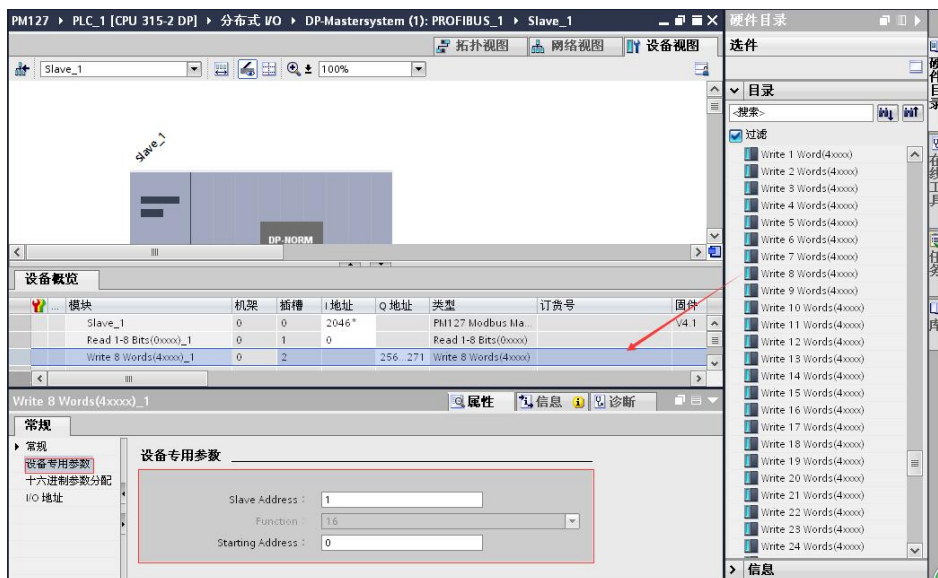 PM127 › PLC_1 [CPU 315-2 DP] › 分布式 I/O › DP-Mastersystem (1): PROFIBUS_1 › Slave_1
拓扑视图 网络视图 设备视图
Slave_1 100%
Slave_1
DP-NORM
设备概览
... 模块 机架 插槽 I 地址 Q 地址 类型 订货号 固件
Slave_1 0 0 2046* PM127 Modbus Ma... V4.1
Read 1-8 Bits(0xxxx)_1 0 1 0 Read 1-8 Bits(0xxxx)
Write 8 Words(4xxxx)_1 0 2 256...271 Write 8 Words(4xxxx)
Write 8 Words(4xxxx)_1
属性 信息 诊断
常规
常规
设备专用参数
十六进制参数分配
I/O 地址
设备专用参数
Slave Address : 1
Function : 16
Starting Address : 0
硬件目录
选件
目录
<搜索>
过滤
Write 1 Word(4xxxx)
Write 2 Words(4xxxx)
Write 3 Words(4xxxx)
Write 4 Words(4xxxx)
Write 5 Words(4xxxx)
Write 6 Words(4xxxx)
Write 7 Words(4xxxx)
Write 8 Words(4xxxx)
Write 9 Words(4xxxx)
Write 10 Words(4xxxx)
Write 11 Words(4xxxx)
Write 12 Words(4xxxx)
Write 13 Words(4xxxx)
Write 14 Words(4xxxx)
Write 15 Words(4xxxx)
Write 16 Words(4xxxx)
Write 17 Words(4xxxx)
Write 18 Words(4xxxx)
Write 19 Words(4xxxx)
Write 20 Words(4xxxx)
Write 21 Words(4xxxx)
Write 22 Words(4xxxx)
Write 23 Words(4xxxx)
Write 24 Words(4xxxx)
信息
硬件目录
在线工具
任务
库